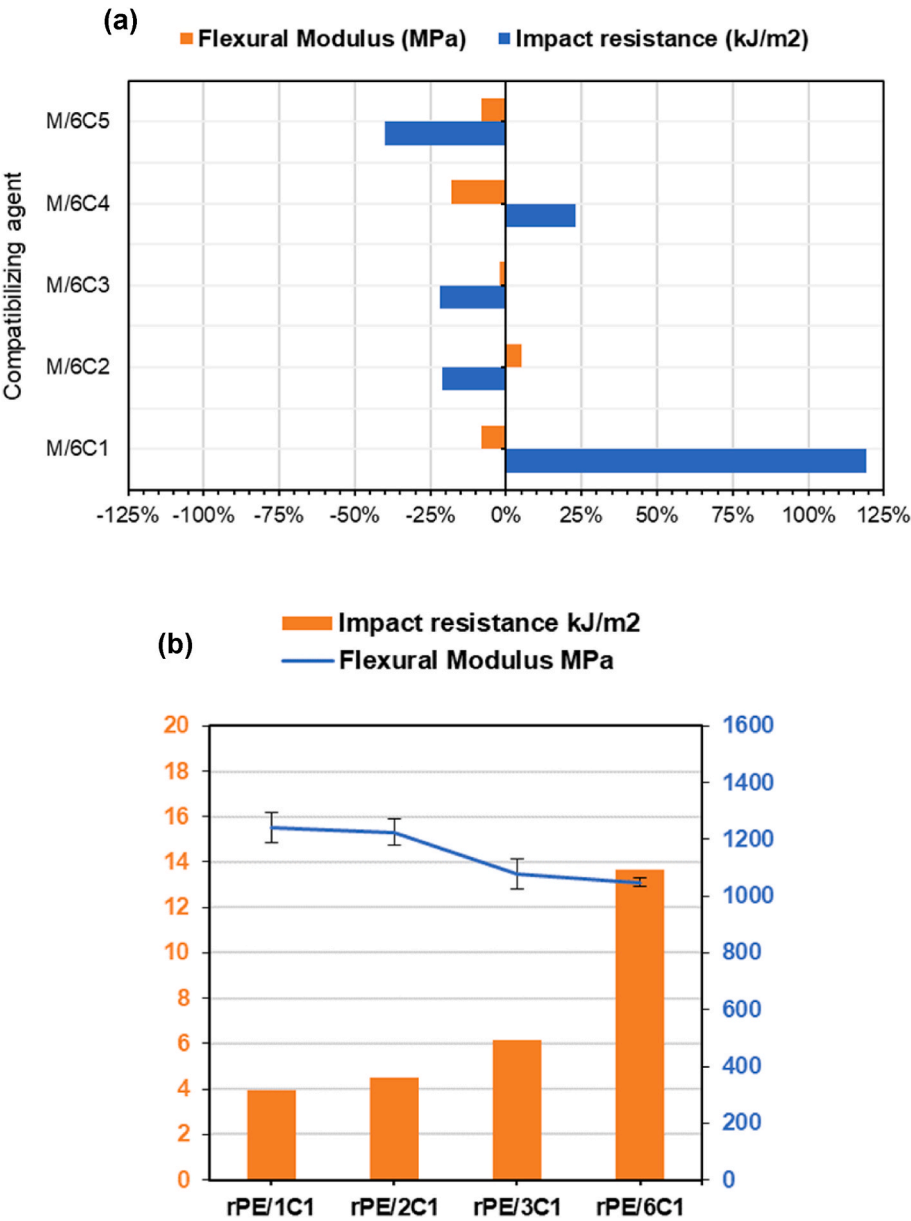 (a)
Flexural Modulus (MPa) Impact resistance (kJ/m2)
Compatibilizing agent
M/6C5
M/6C4
M/6C3
M/6C2
M/6C1
-125% -100% -75% -50% -25% 0% 25% 50% 75% 100% 125%
(b)
Impact resistance kJ/m2
Flexural Modulus MPa
20 1600
18
1400
16
1200
14
1000
12
10 800
8
600
6
400
4
200
2
0 0
rPE/1C1 rPE/2C1 rPE/3C1 rPE/6C1